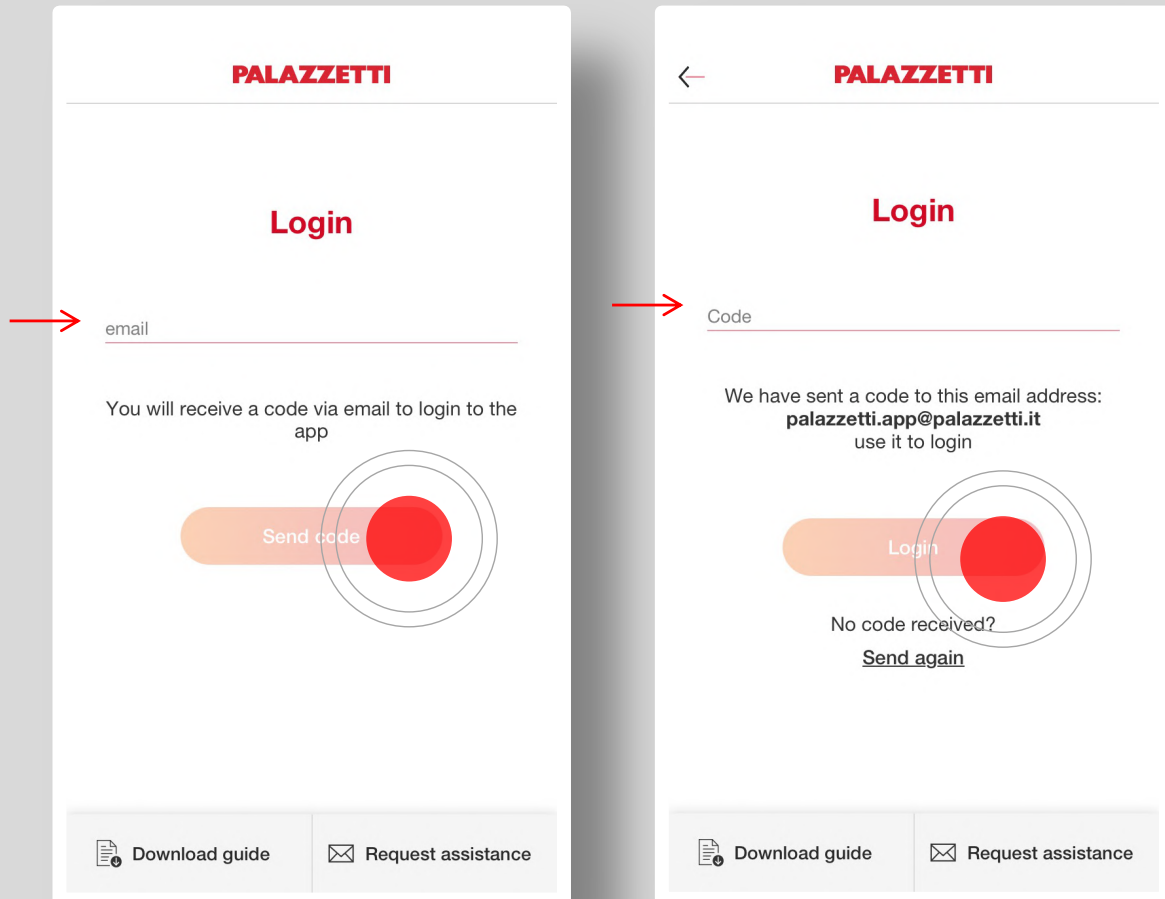 PALAZZETTI
Login
email
You will receive a code via email to login to the
app
Send code
Download guide
Request assistance
PALAZZETTI
Login
Code
We have sent a code to this email address:
palazzetti.app@palazzetti.it
use it to login
Login
No code received?
Send again
Download guide
Request assistance